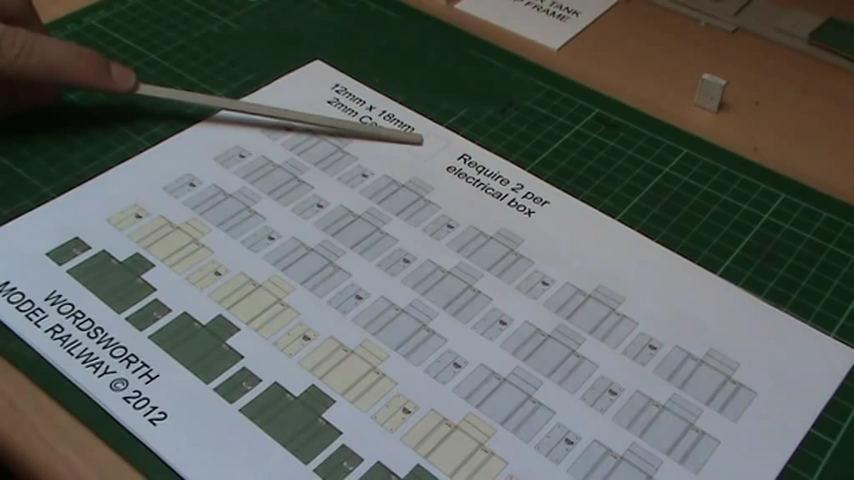 TANK
FRAME
12mm x 18mm
2mm
Require 2 per
electrical box
WORDSWORTH
MODEL RAILWAY © 2012